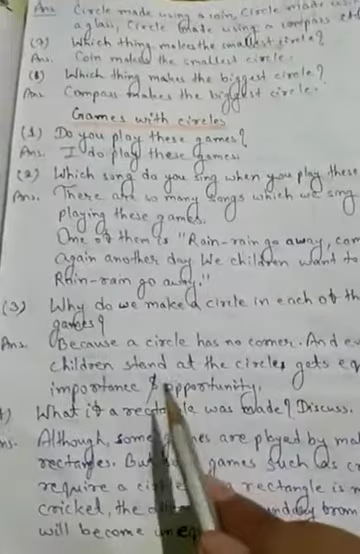 Ans Circle made using a coin, Circle made
a glass, Circle made using a compass
(7) Which thing makes the smallest circle?
Ans. Coin makes the smallest circle.
(8) Which thing makes the biggest circle?
Ans Compass makes the biggest circle.
Games with circles
(1) Do you play these games?
Ans. I do play these games.
(2) Which song do you sing when you play these
Ans. There are so many songs which we sing
playing these games.
One of them is "Rain-rain go away, com
again another day We children want to
Rain-rain go away."
(3) Why do we make a circle in each of th
games?
Ans. Because a circle has no corner. And ev
children stand at the circle, gets eq
importance & opportunity.
What if a rectangle was made? Discuss.
ns. Although, some games are played by ma
rectanges. But games such as c
require a a rectangle is m
cricket, the
will become